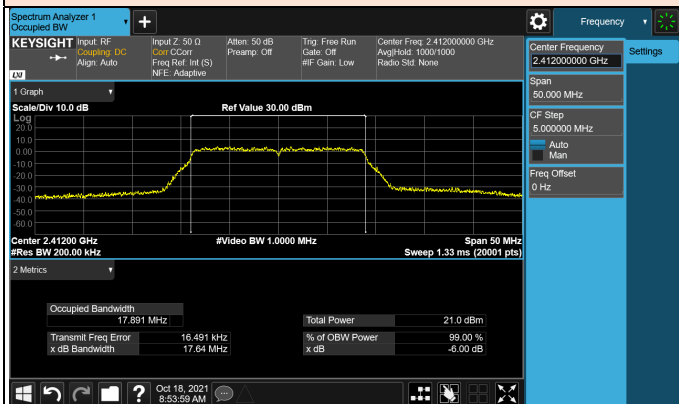 Spectrum Analyzer 1
Occupied BW
Frequency
KEYSIGHT
Input: RF
Coupling: DC
Align: Auto
Input Z: 50 Ω
Corr CCorr
Freq Ref: Int (S)
NFE: Adaptive
Atten: 50 dB
Preamp: Off
Trig: Free Run
Gate: Off
#IF Gain: Low
Center Freq: 2.412000000 GHz
Avg|Hold: 1000/1000
Radio Std: None
LXI
Center Frequency
2.412000000 GHz
Settings
Span
50.000 MHz
CF Step
5.000000 MHz
Auto
Man
Freq Offset
0 Hz
1 Graph
Scale/Div 10.0 dB
Ref Value 30.00 dBm
Log
20.0
10.0
0.00
-10.0
-20.0
-30.0
-40.0
-50.0
-60.0
Center 2.41200 GHz
#Video BW 1.0000 MHz
Span 50 MHz
#Res BW 200.00 kHz
Sweep 1.33 ms (20001 pts)
2 Metrics
Occupied Bandwidth
17.891 MHz
Total Power
21.0 dBm
Transmit Freq Error
16.491 kHz
% of OBW Power
99.00 %
x dB Bandwidth
17.64 MHz
x dB
-6.00 dB
Oct 18, 2021
8:53:59 AM